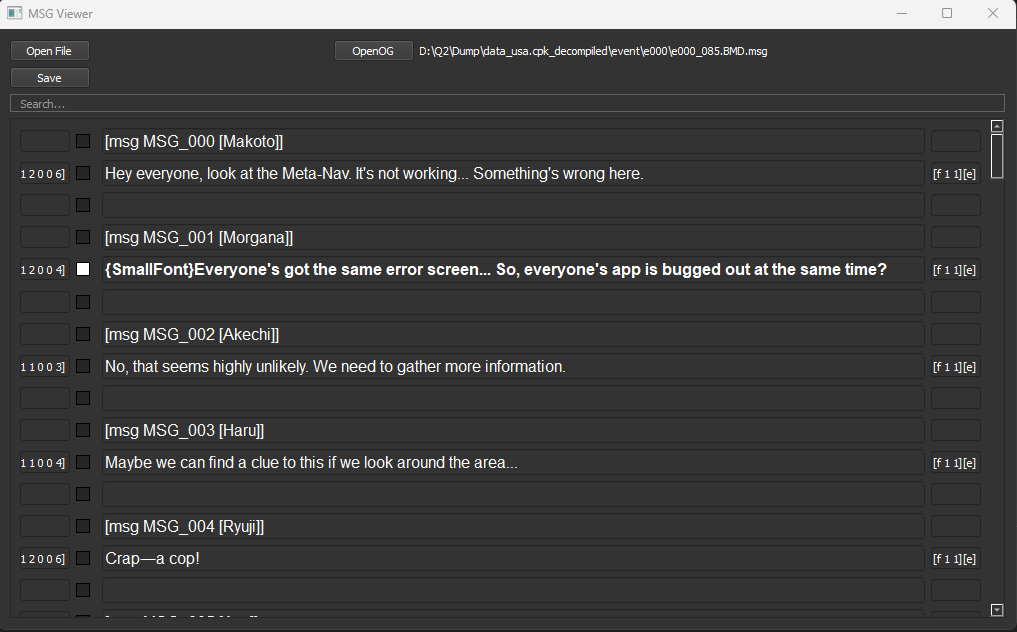 MSG Viewer
Open File
OpenOG D:\Q2\Dump\data_usa.cpk_decompiled\event\e000\e000_085.BMD.msg
Save
Search...
[msg MSG_000 [Makoto]]
1 2 0 0 6] Hey everyone, look at the Meta-Nav. It's not working... Something's wrong here. [f 1 1][e]
[msg MSG_001 [Morgana]]
1 2 0 0 4] {SmallFont}Everyone's got the same error screen... So, everyone's app is bugged out at the same time? [f 1 1][e]
[msg MSG_002 [Akechi]]
1 1 0 0 3] No, that seems highly unlikely. We need to gather more information. [f 1 1][e]
[msg MSG_003 [Haru]]
1 1 0 0 4] Maybe we can find a clue to this if we look around the area... [f 1 1][e]
[msg MSG_004 [Ryuji]]
1 2 0 0 6] Crap—a cop! [f 1 1][e]